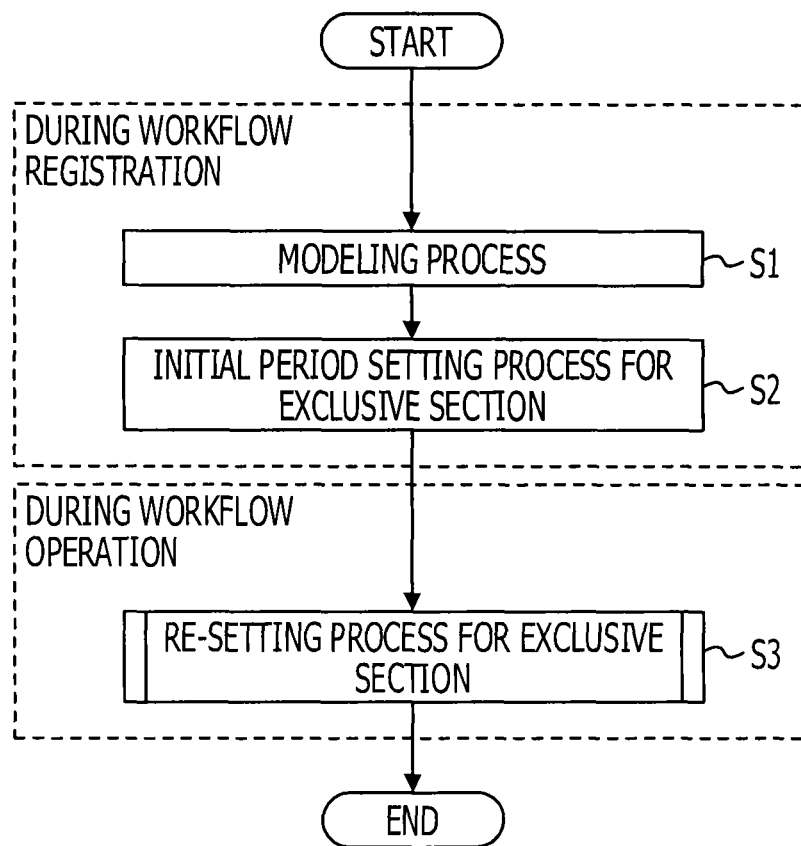 START
DURING WORKFLOW
REGISTRATION
MODELING PROCESS
S1
INITIAL PERIOD SETTING PROCESS FOR
EXCLUSIVE SECTION
S2
DURING WORKFLOW
OPERATION
RE-SETTING PROCESS FOR EXCLUSIVE
SECTION
S3
END